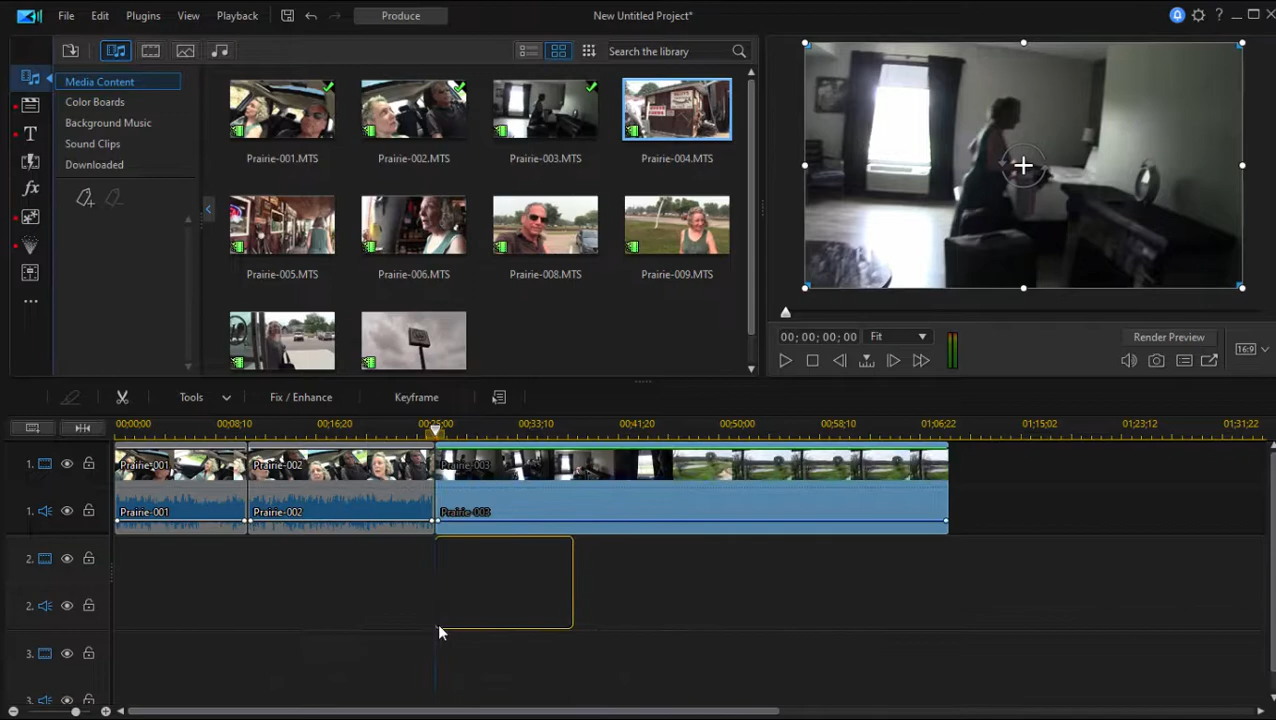 File Edit Plugins View Playback Produce New Untitled Project*
Search the library
Media Content
Color Boards
Background Music
Sound Clips
Downloaded
Prairie-001.MTS Prairie-002.MTS Prairie-003.MTS Prairie-004.MTS
Prairie-005.MTS Prairie-006.MTS Prairie-008.MTS Prairie-009.MTS
00; 00; 00; 00 Fit Render Preview
16:9
Tools Fix / Enhance Keyframe
00;00;00 00;08;10 00;16;20 00;25;00 00;33;10 00;41;20 00;50;00 00;58;10 01;06;22 01;15;02 01;23;12 01;31;22
1. Prairie-001 Prairie-002 Prairie-003
1. Prairie-001 Prairie-002 Prairie-003
2.
2.
3.
3.